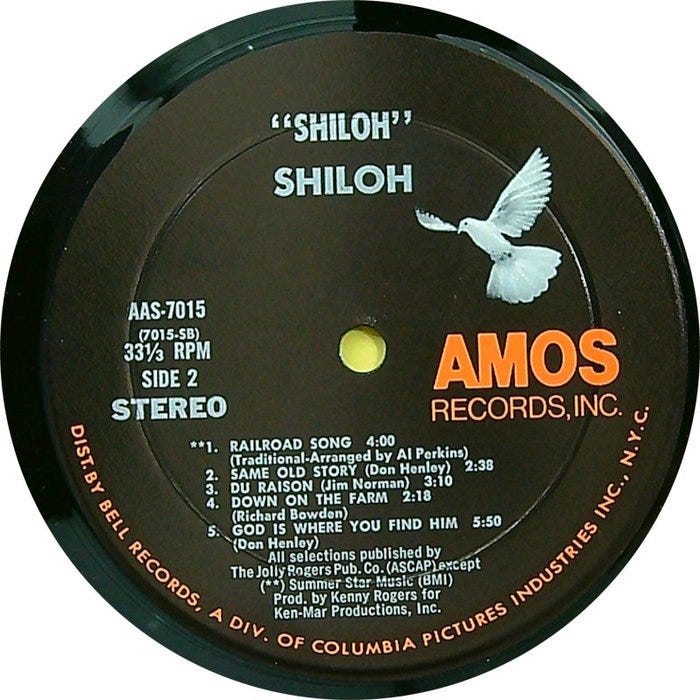 “SHILOH”
SHILOH
AAS-7015
(7015-SB)
33⅓ RPM
SIDE 2
STEREO
AMOS
RECORDS, INC.
**1. RAILROAD SONG 4:00
(Traditional-Arranged by Al Perkins)
2. SAME OLD STORY (Don Henley) 2:38
3. DU RAISON (Jim Norman) 3:10
4. DOWN ON THE FARM 2:18
(Richard Bowden)
5. GOD IS WHERE YOU FIND HIM 5:50
(Don Henley)
All selections published by
The Jolly Rogers Pub. Co. (ASCAP) except
(**) Summer Star Music (BMI)
Prod. by Kenny Rogers for
Ken-Mar Productions, Inc.
DIST. BY BELL RECORDS, A DIV. OF COLUMBIA PICTURES INDUSTRIES INC., N.Y.C.